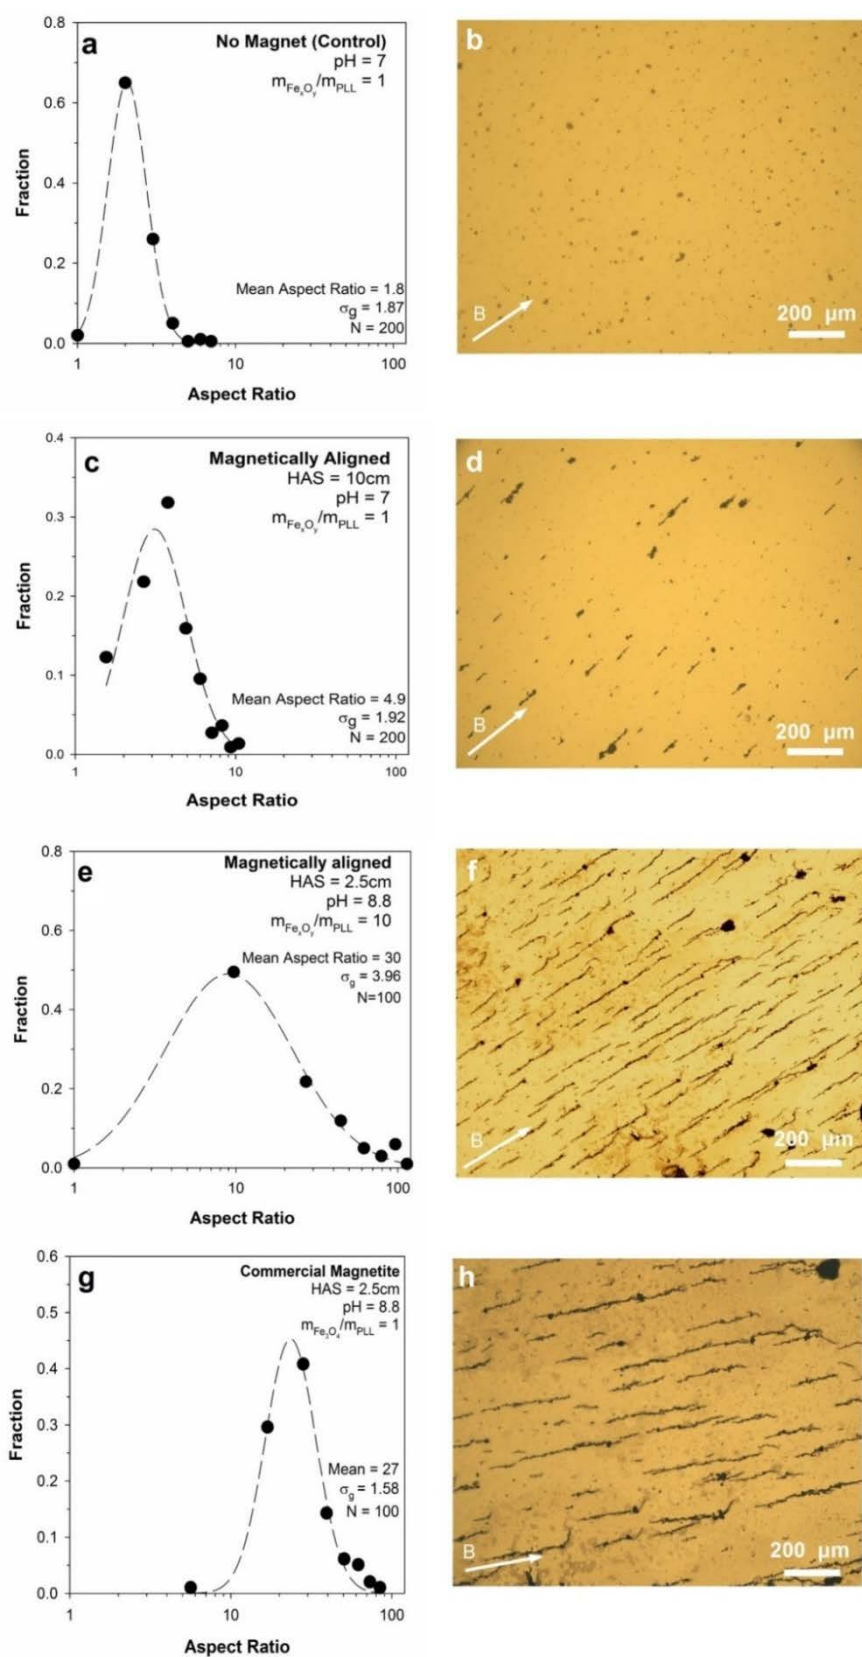 a
No Magnet (Control)
pH = 7
mFexOy/mPLL = 1
Mean Aspect Ratio = 1.8
σg = 1.87
N = 200
Fraction
0.8
0.6
0.4
0.2
0.0
1 10 100
Aspect Ratio
b
B
200 µm
c
Magnetically Aligned
HAS = 10cm
pH = 7
mFexOy/mPLL = 1
Mean Aspect Ratio = 4.9
σg = 1.92
N = 200
Fraction
0.4
0.3
0.2
0.1
0.0
1 10 100
Aspect Ratio
d
B
200 µm
e
Magnetically aligned
HAS = 2.5cm
pH = 8.8
mFexOy/mPLL = 10
Mean Aspect Ratio = 30
σg = 3.96
N=100
Fraction
0.8
0.6
0.4
0.2
0.0
1 10 100
Aspect Ratio
f
B
200 µm
g
Commercial Magnetite
HAS = 2.5cm
pH = 8.8
mFe3O4/mPLL = 1
Mean = 27
σg = 1.58
N = 100
Fraction
0.6
0.5
0.4
0.3
0.2
0.1
0.0
1 10 100
Aspect Ratio
h
B
200 µm